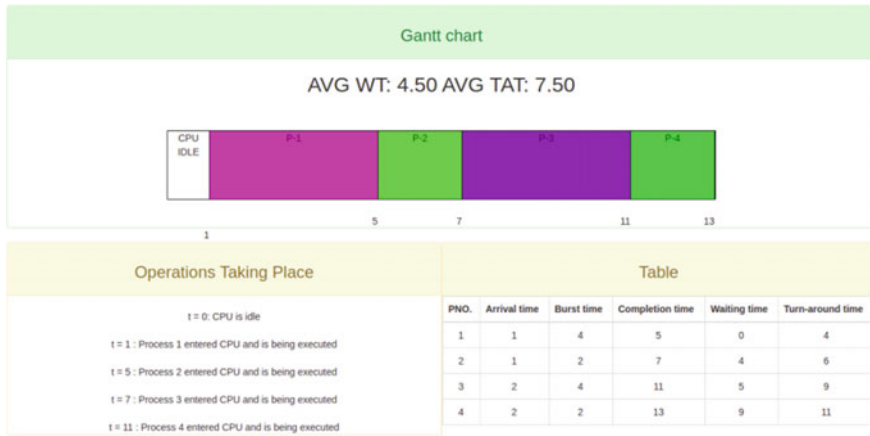 Gantt chart
AVG WT: 4.50 AVG TAT: 7.50
CPU IDLE
P-1
P-2
P-3
P-4
1
5
7
11
13
Operations Taking Place
t = 0: CPU is idle
t = 1 : Process 1 entered CPU and is being executed
t = 5 : Process 2 entered CPU and is being executed
t = 7 : Process 3 entered CPU and is being executed
t = 11 : Process 4 entered CPU and is being executed
Table
PNO. Arrival time Burst time Completion time Waiting time Turn-around time
1 1 4 5 0 4
2 1 2 7 4 6
3 2 4 11 5 9
4 2 2 13 9 11